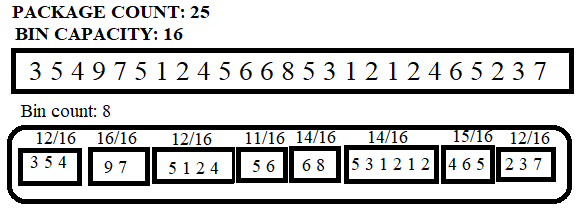 PACKAGE COUNT: 25
BIN CAPACITY: 16
3 5 4 9 7 5 1 2 4 5 6 6 8 5 3 1 2 1 2 4 6 5 2 3 7
Bin count: 8
12/16 16/16 12/16 11/16 14/16 14/16 15/16 12/16
3 5 4 9 7 5 1 2 4 5 6 6 8 5 3 1 2 1 2 4 6 5 2 3 7